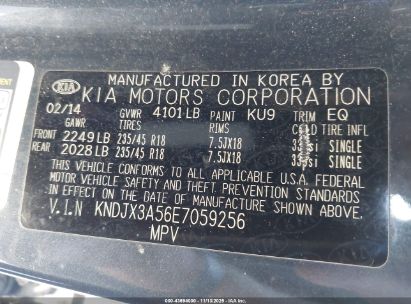 MANUFACTURED IN KOREA BY
KIA
KIA MOTORS CORPORATION
02/14 GVWR 4101LB PAINT KU9 TRIM EQ
GAWR TIRES RIMS COLD TIRE INFL
FRONT 2249LB 235/45 R18 7.5JX18 SINGLE
REAR 2028LB 235/45 R18 7.5JX18 SINGLE
THIS VEHICLE CONFORMS TO ALL APPLICABLE U.S.A. FEDERAL
MOTOR VEHICLE SAFETY AND THEFT PREVENTION STANDARDS IN
EFFECT ON THE DATE OF MANUFACTURE SHOWN ABOVE.
V.I.N KNDJX3A56E7059256
MPV